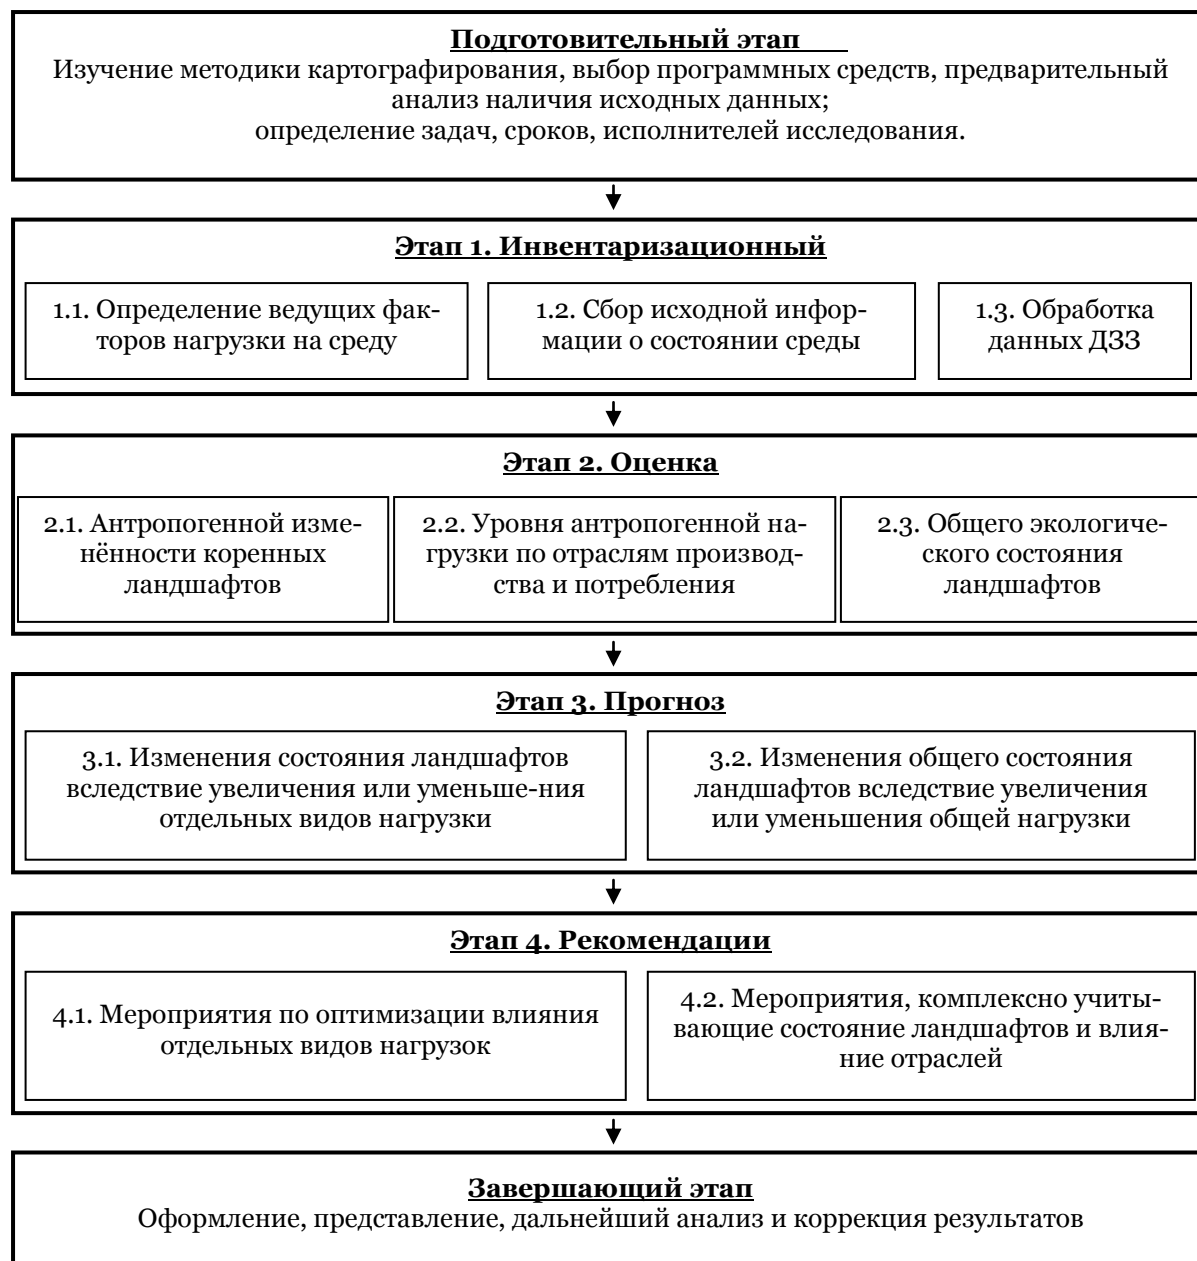 Подготовительный этап
Изучение методики картографирования, выбор программных средств, предварительный
анализ наличия исходных данных;
определение задач, сроков, исполнителей исследования.
Этап 1. Инвентаризационный
1.1. Определение ведущих фак-
торов нагрузки на среду
1.2. Сбор исходной инфор-
мации о состоянии среды
1.3. Обработка
данных ДЗЗ
Этап 2. Оценка
2.1. Антропогенной изме-
нённости коренных
ландшафтов
2.2. Уровня антропогенной на-
грузки по отраслям производ-
ства и потребления
2.3. Общего экологиче-
ского состояния
ландшафтов
Этап 3. Прогноз
3.1. Изменения состояния ландшафтов
вследствие увеличения или уменьше-ния
отдельных видов нагрузки
3.2. Изменения общего состояния
ландшафтов вследствие увеличения
или уменьшения общей нагрузки
Этап 4. Рекомендации
4.1. Мероприятия по оптимизации влияния
отдельных видов нагрузок
4.2. Мероприятия, комплексно учиты-
вающие состояние ландшафтов и влия-
ние отраслей
Завершающий этап
Оформление, представление, дальнейший анализ и коррекция результатов